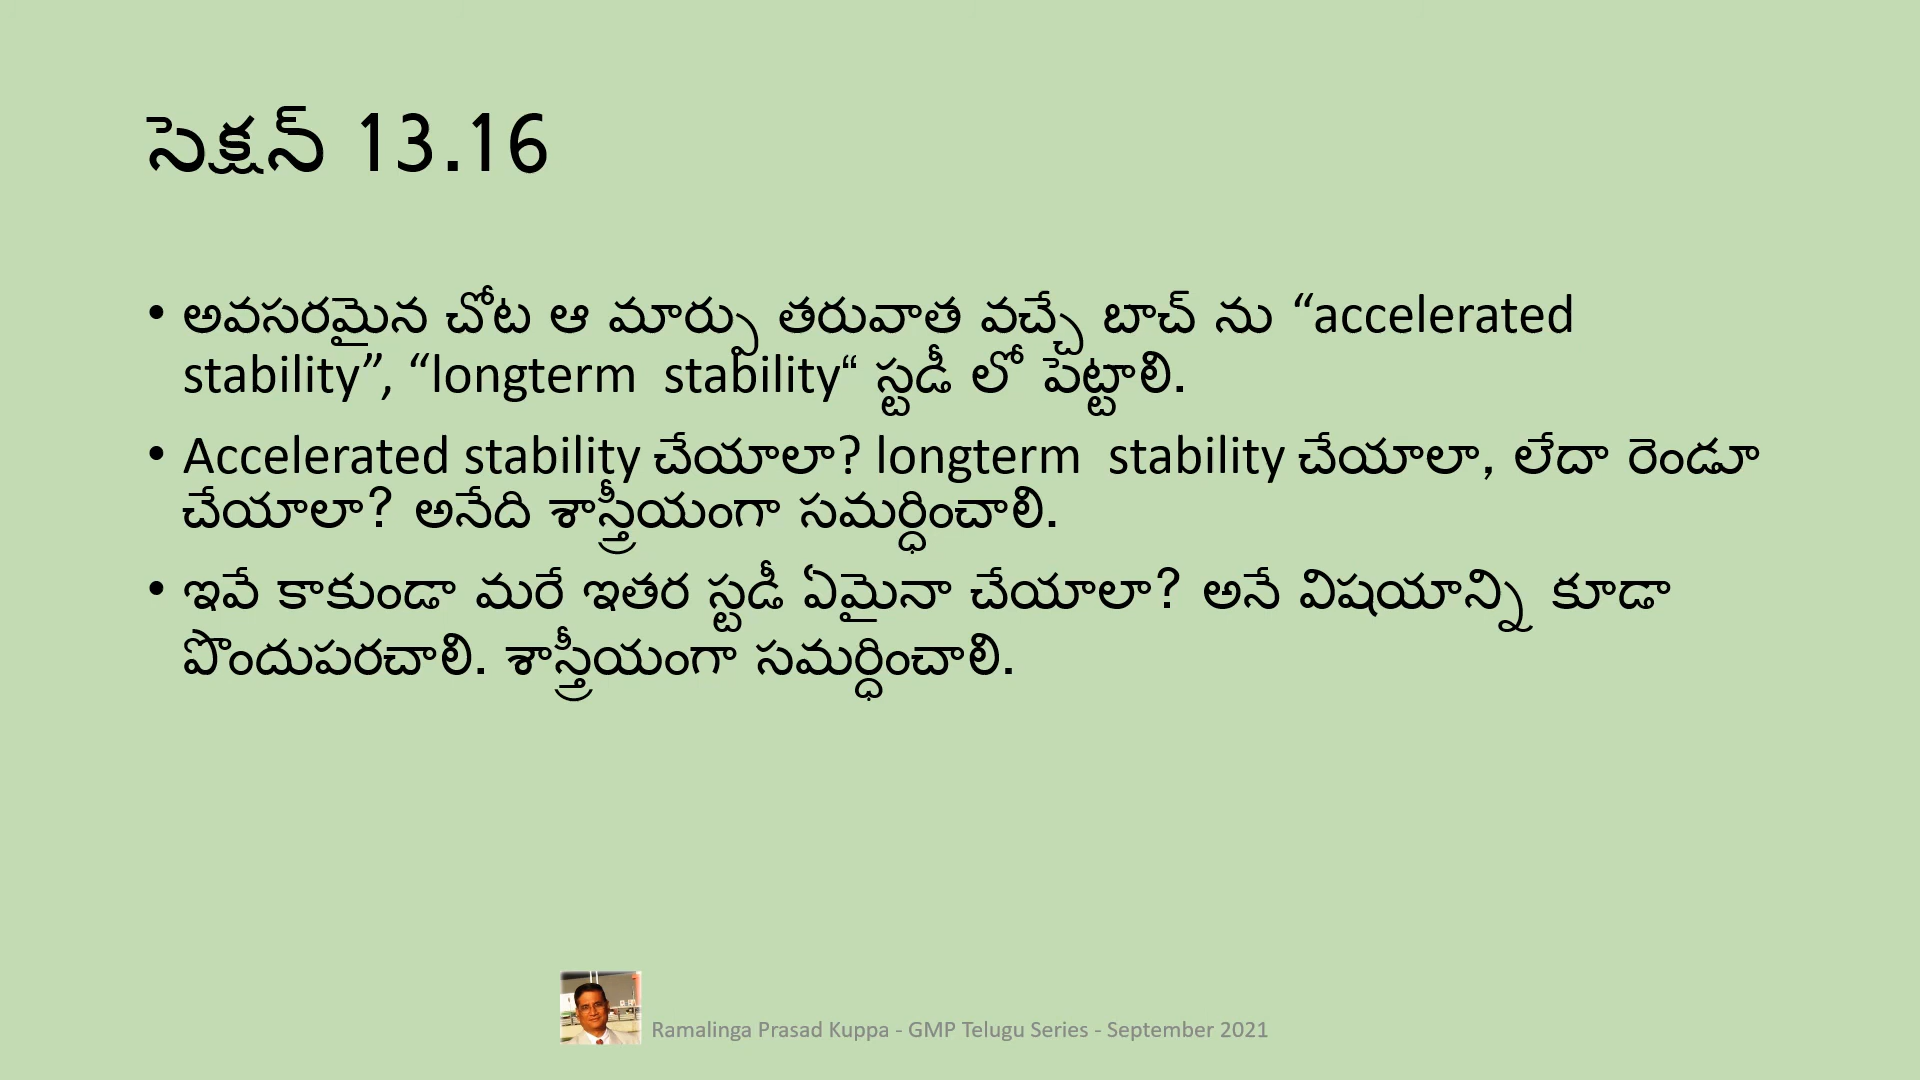 సెక్షన్ 13.16
• అవసరమైన చోట ఆ మార్పు తరువాత వచ్చే బాచ్ ను “accelerated
stability”, “longterm  stability“ స్టడీ లో పెట్టాలి.
• Accelerated stability చేయాలా? longterm  stability చేయాలా, లేదా రెండూ
చేయాలా? అనేది శాస్త్రీయంగా సమర్ధించాలి.
• ఇవే కాకుండా మరే ఇతర స్టడీ ఏమైనా చేయాలా? అనే విషయాన్ని కూడా
పొందుపరచాలి. శాస్త్రీయంగా సమర్ధించాలి.
Ramalinga Prasad Kuppa - GMP Telugu Series - September 2021